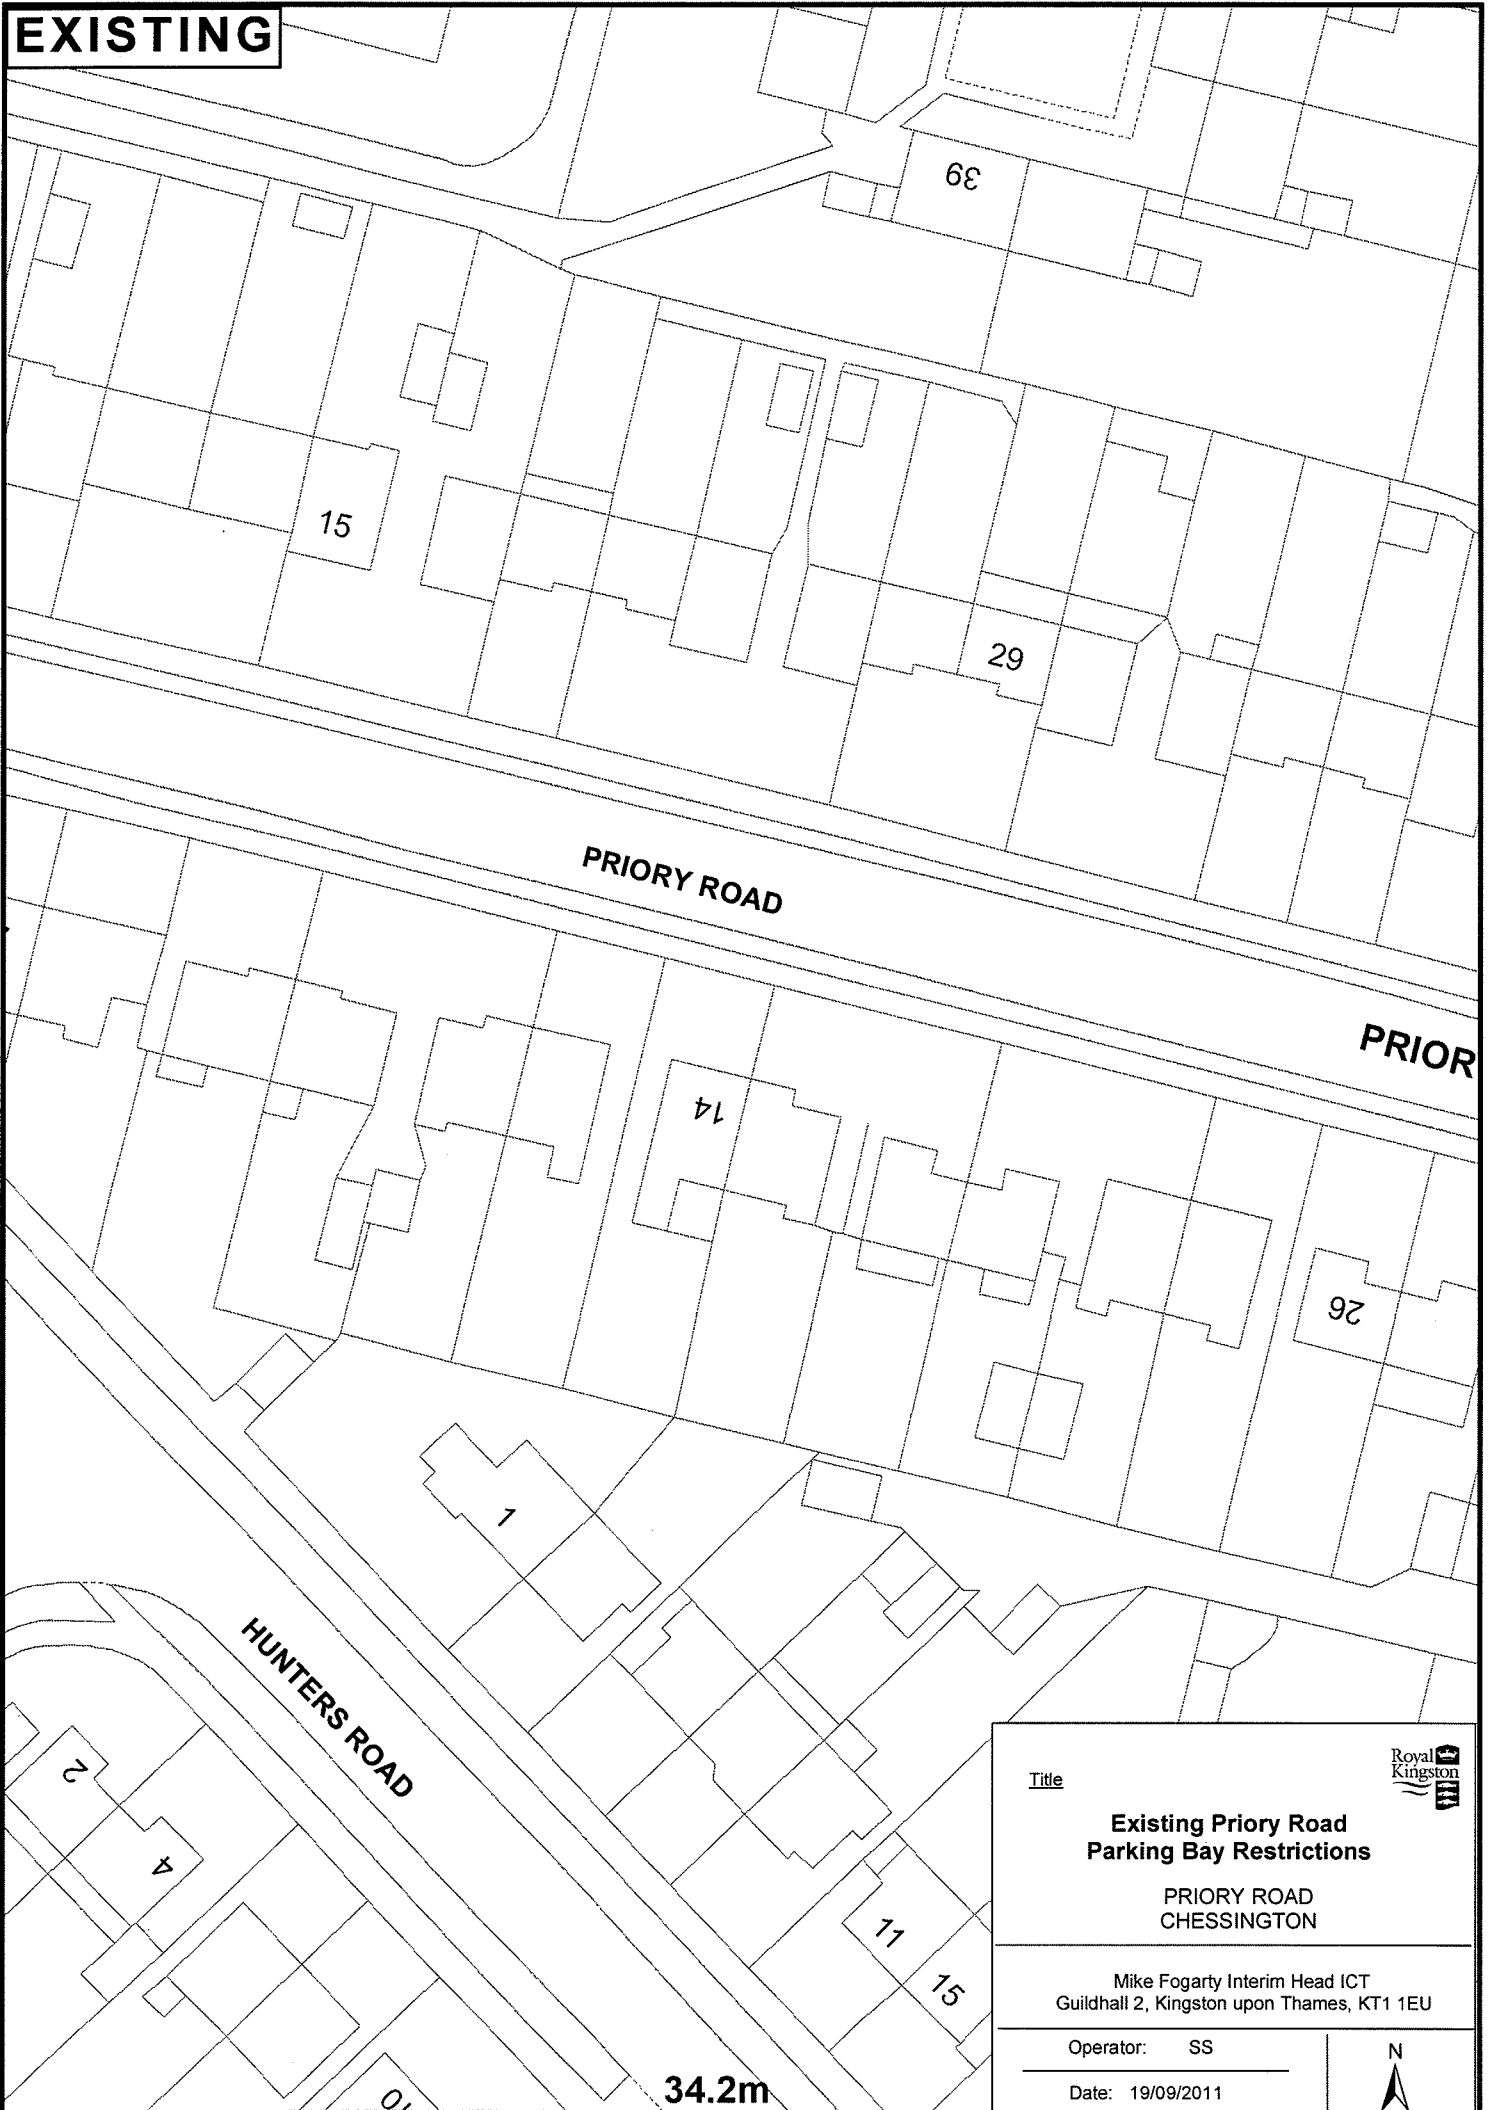 EXISTING
39
15
29
PRIORY ROAD
PRIOR
14
26
1
HUNTERS ROAD
2
4
11
15
10
34.2m
Title
Royal
Kingston
Existing Priory Road
Parking Bay Restrictions
PRIORY ROAD
CHESSINGTON
Mike Fogarty Interim Head ICT
Guildhall 2, Kingston upon Thames, KT1 1EU
Operator: SS
N
Date: 19/09/2011